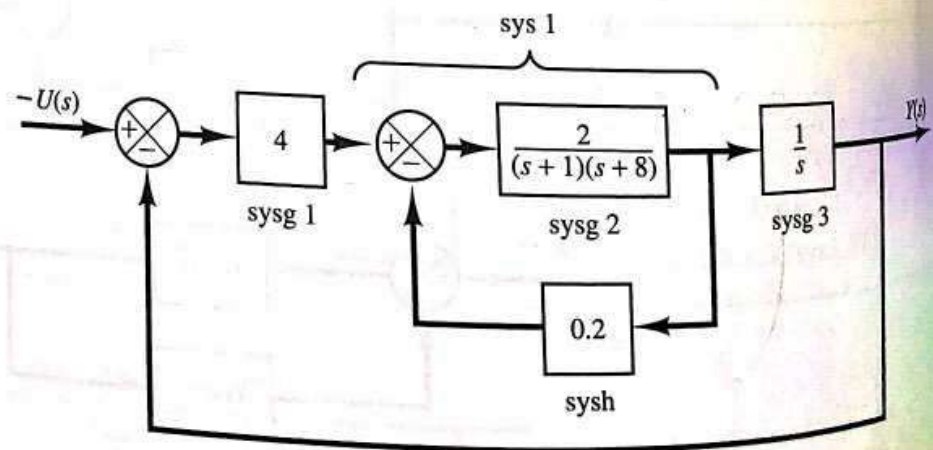 sys 1
−U(s)
+
−
4
sysg 1
+
−
2
(s + 1)(s + 8)
sysg 2
1
s
sysg 3
Y(s)
0.2
sysh